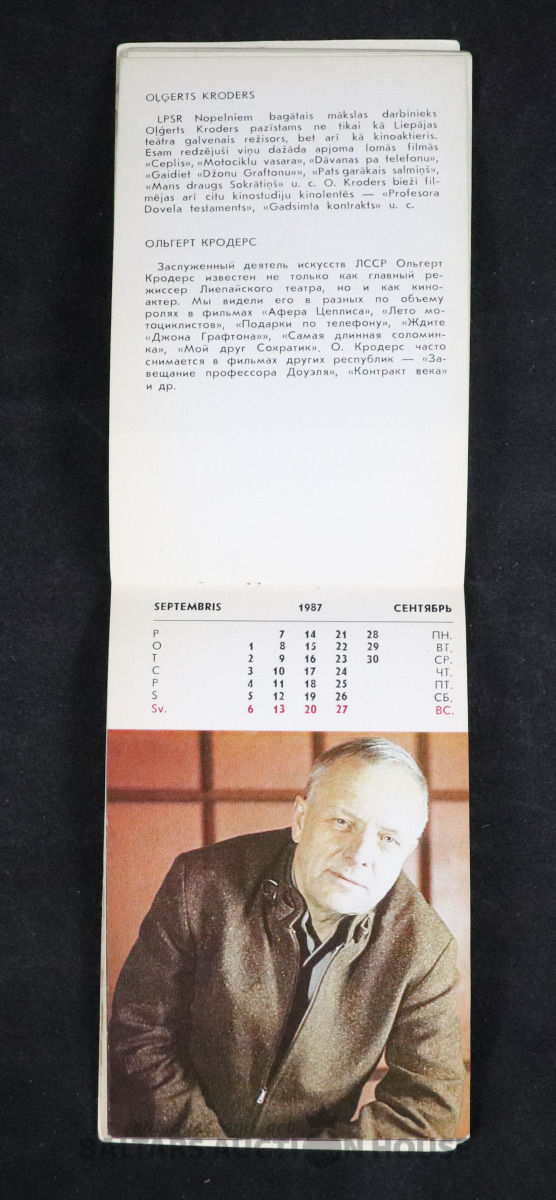 OĻĢERTS KRODERS
LPSR Nopelniem bagātais mākslas darbinieks
Oļģerts Kroders pazīstams ne tikai kā Liepājas
teātra galvenais režisors, bet arī kā kinoaktieris.
Esam redzējuši viņu dažāda apjoma lomās filmās
«Ceplis», «Motociklu vasara», «Dāvanas pa telefonu»,
«Gaidiet «Džonu Graftonu»», «Pats garākais salmiņš»,
«Mans draugs Sokrātiņš» u. c. O. Kroders bieži fil-
mējas arī citu kinostudiju kinolentēs — «Profesora
Dovela testaments», «Gadsimta kontrakts» u. c.
ОЛЬГЕРТ КРОДЕРС
Заслуженный деятель искусств ЛССР Ольгерт
Кродерс известен не только как главный ре-
жиссер Лиепайского театра, но и как кино-
актер. Мы видели его в разных по объему
ролях в фильмах «Афера Цеплиса», «Лето мо-
тоциклистов», «Подарки по телефону», «Ждите
«Джона Графтона»», «Самая длинная соломин-
ка», «Мой друг Сократик», О. Кродерс часто
снимается в фильмах других республик — «За-
вещание профессора Доуэля», «Контракт века»
и др.
SEPTEMBRIS 1987 СЕНТЯБРЬ
P 7 14 21 28 ПН.
O 1 8 15 22 29 ВТ.
T 2 9 16 23 30 СР.
C 3 10 17 24 ЧТ.
P 4 11 18 25 ПТ.
S 5 12 19 26 СБ.
Sv. 6 13 20 27 ВС.
antique and art
BALTARS AUCTION HOUSE